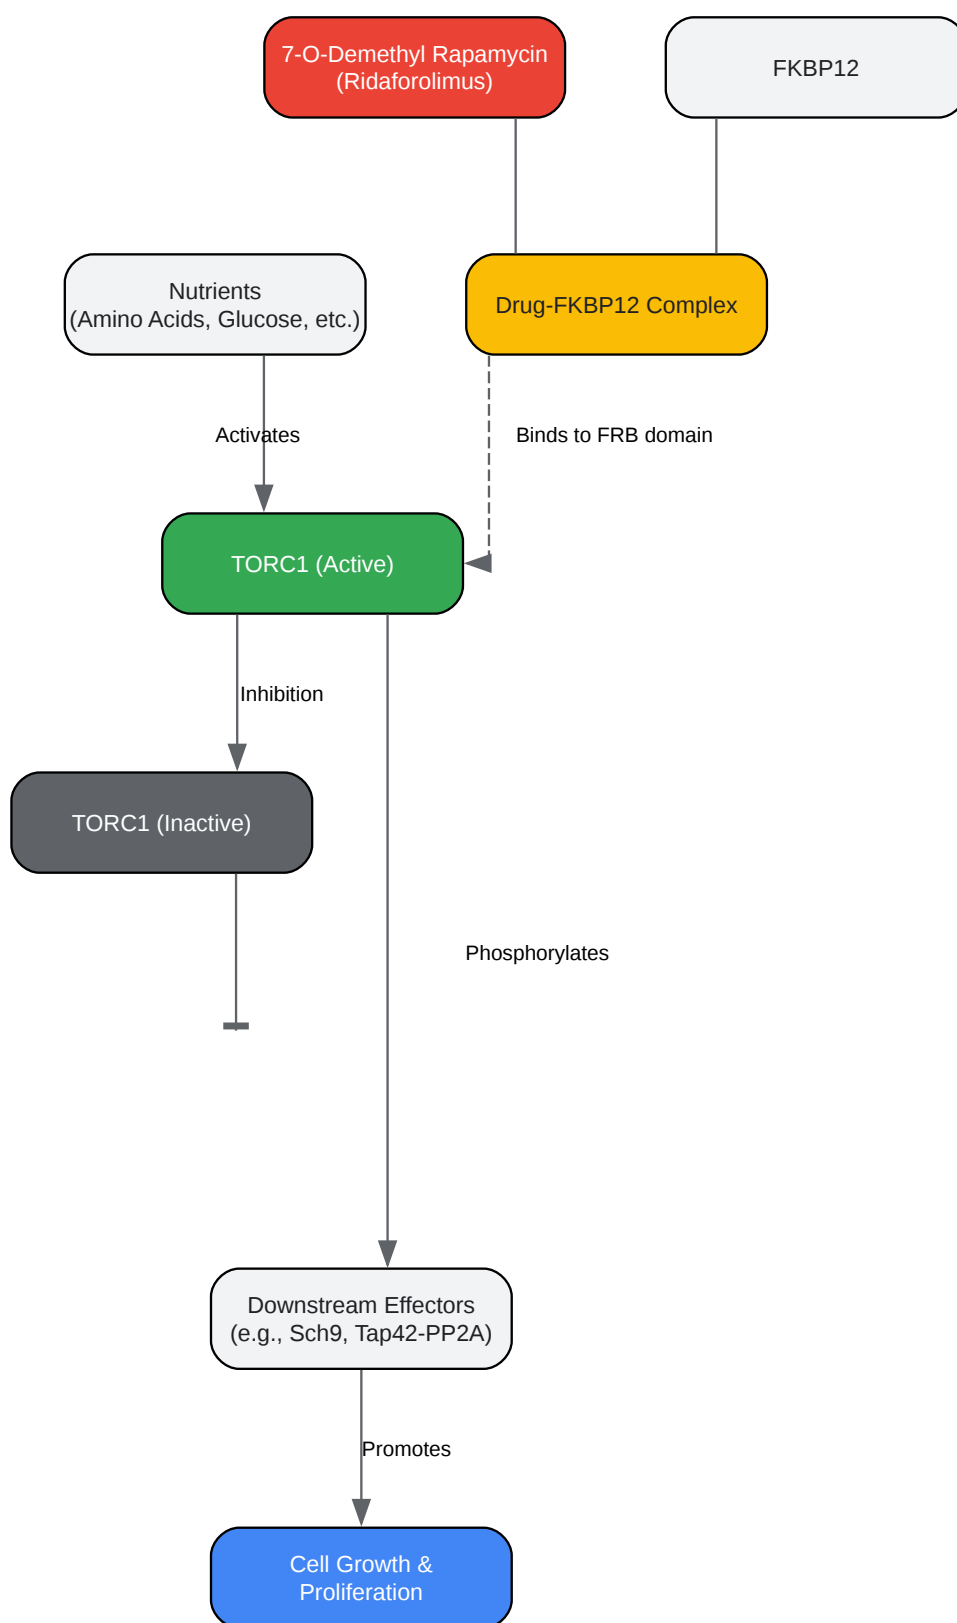 7-O-Demethyl Rapamycin
(Ridaforolimus)
FKBP12
Nutrients
(Amino Acids, Glucose, etc.)
Drug-FKBP12 Complex
Activates
Binds to FRB domain
TORC1 (Active)
Inhibition
TORC1 (Inactive)
Phosphorylates
Downstream Effectors
(e.g., Sch9, Tap42-PP2A)
Promotes
Cell Growth &
Proliferation